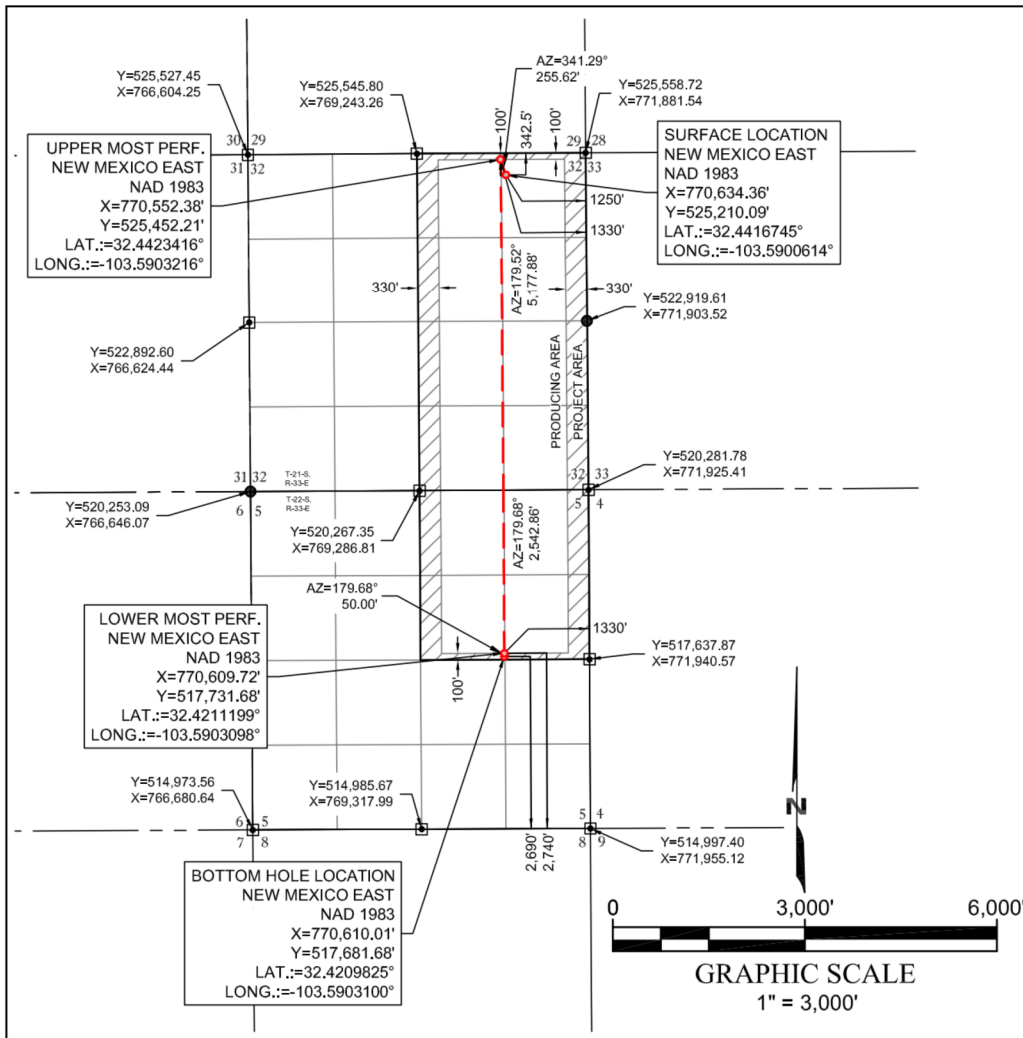 Y=525,527.45
X=766,604.25
Y=525,545.80
X=769,243.26
AZ=341.29°
255.62'
Y=525,558.72
X=771,881.54
30 29
31 32
100'
342.5'
100'
29 28
32 33
UPPER MOST PERF.
NEW MEXICO EAST
NAD 1983
X=770,552.38'
Y=525,452.21'
LAT.:=32.4423416°
LONG.:=-103.5903216°
SURFACE LOCATION
NEW MEXICO EAST
NAD 1983
X=770,634.36'
Y=525,210.09'
LAT.:=32.4416745°
LONG.:=-103.5900614°
1250'
1330'
330'
AZ=179.52°
5,177.88'
330'
Y=522,919.61
X=771,903.52
Y=522,892.60
X=766,624.44
PRODUCING AREA
PROJECT AREA
31 32
T-21-S,
R-33-E
T-22-S,
R-33-E
6 5
32 33
5 4
Y=520,281.78
X=771,925.41
Y=520,253.09
X=766,646.07
Y=520,267.35
X=769,286.81
AZ=179.68°
2,542.86'
AZ=179.68°
50.00'
LOWER MOST PERF.
NEW MEXICO EAST
NAD 1983
X=770,609.72'
Y=517,731.68'
LAT.:=32.4211199°
LONG.:=-103.5903098°
1330'
Y=517,637.87
X=771,940.57
100'
Y=514,973.56
X=766,680.64
Y=514,985.67
X=769,317.99
6 5
7 8
5 4
8 9
2,690'
2,740'
Y=514,997.40
X=771,955.12
N
BOTTOM HOLE LOCATION
NEW MEXICO EAST
NAD 1983
X=770,610.01'
Y=517,681.68'
LAT.:=32.4209825°
LONG.:=-103.5903100°
0 3,000' 6,000'
GRAPHIC SCALE
1" = 3,000'